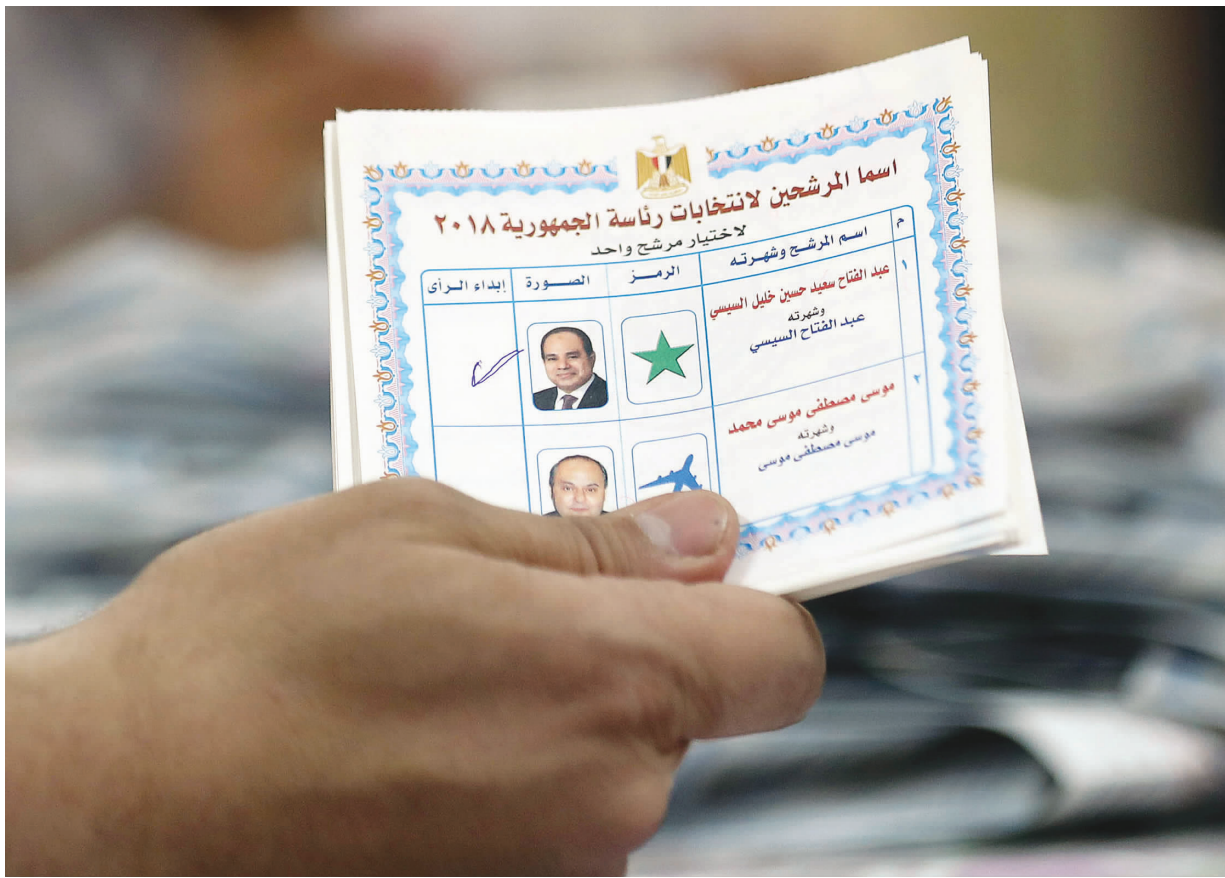 اسما المرشحين لانتخابات رئاسة الجمهورية ٢٠١٨
لاختيار مرشح واحد
م اسم المرشح وشهرته الرمز الصورة إبداء الرأى
١ عبد الفتاح سعيد حسين خليل السيسي
وشهرته
عبد الفتاح السيسي
٢ موسى مصطفى موسى محمد
وشهرته
موسى مصطفى موسى